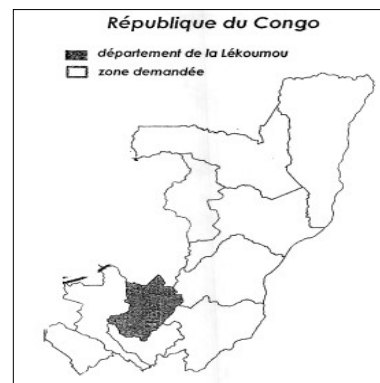 République du Congo
département de la Lékoumou
zone demandée